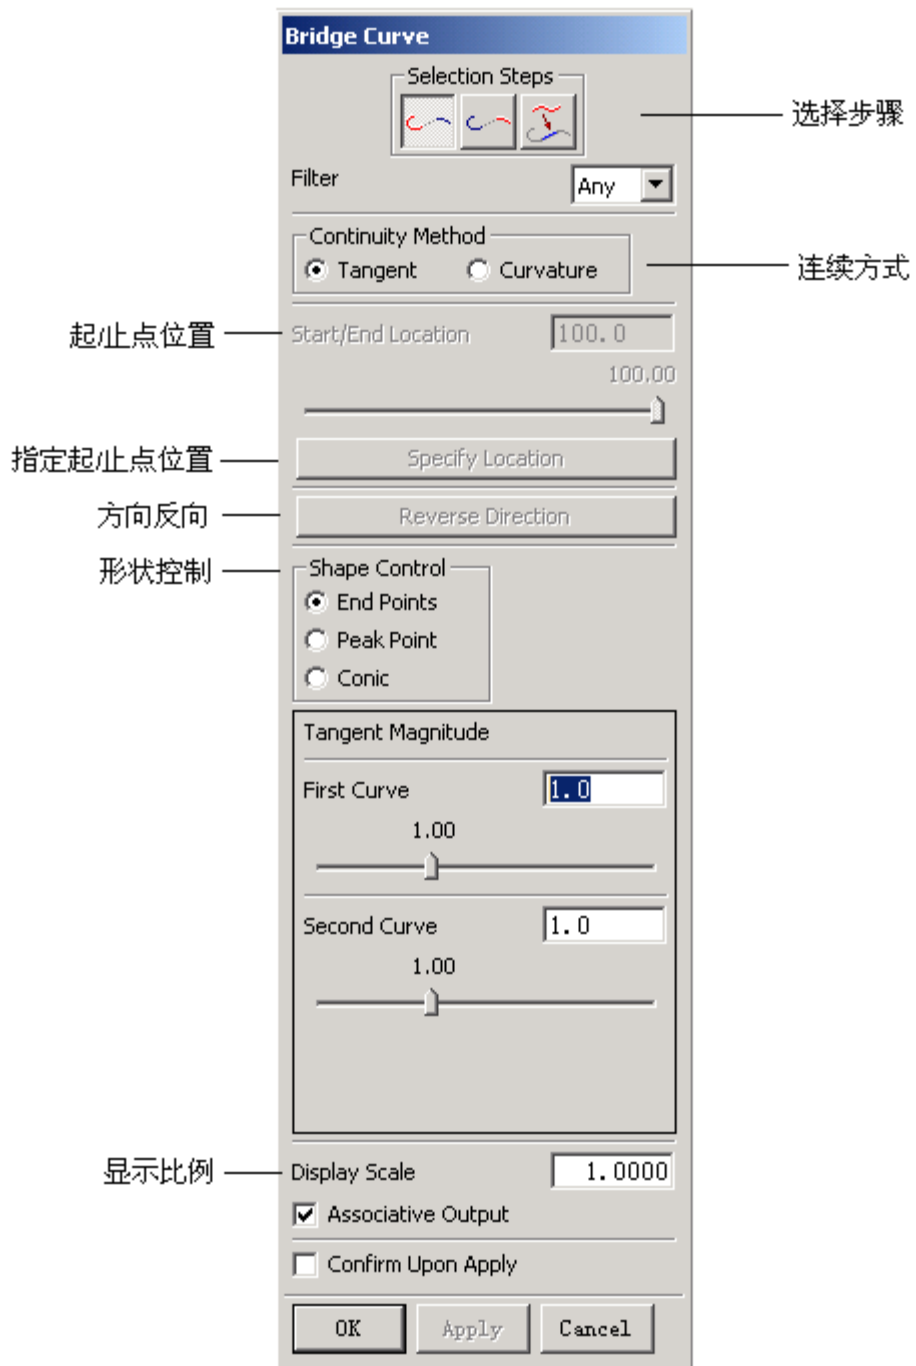 Bridge Curve
Selection Steps
选择步骤
Filter
Any
Continuity Method
Tangent Curvature
连续方式
起/止点位置
Start/End Location 100.0
100.00
指定起/止点位置
Specify Location
方向反向
Reverse Direction
形状控制
Shape Control
End Points
Peak Point
Conic
Tangent Magnitude
First Curve 1.0
1.00
Second Curve 1.0
1.00
显示比例
Display Scale 1.0000
Associative Output
Confirm Upon Apply
OK Apply Cancel